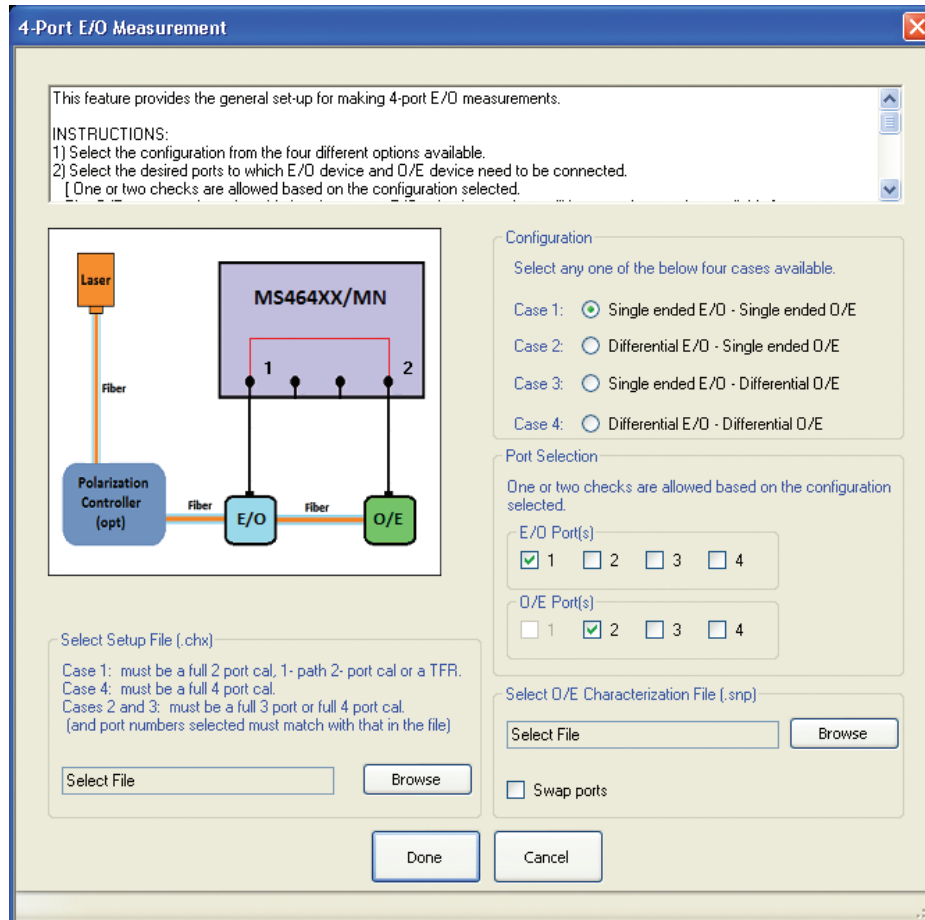 4-Port E/O Measurement
This feature provides the general set-up for making 4-port E/O measurements.
INSTRUCTIONS:
1) Select the configuration from the four different options available.
2) Select the desired ports to which E/O device and O/E device need to be connected.
[ One or two checks are allowed based on the configuration selected.
Laser
MS464XX/MN
1 2
Fiber
Polarization
Controller
(opt)
Fiber
E/O
Fiber
O/E
Configuration
Select any one of the below four cases available.
Case 1: Single ended E/O - Single ended O/E
Case 2: Differential E/O - Single ended O/E
Case 3: Single ended E/O - Differential O/E
Case 4: Differential E/O - Differential O/E
Port Selection
One or two checks are allowed based on the configuration
selected.
E/O Port(s)
1 2 3 4
O/E Port(s)
1 2 3 4
Select Setup File (.chx)
Case 1: must be a full 2 port cal, 1- path 2- port cal or a TFR.
Case 4: must be a full 4 port cal.
Cases 2 and 3: must be a full 3 port or full 4 port cal.
(and port numbers selected must match with that in the file)
Select File
Browse
Select O/E Characterization File (.snp)
Select File
Browse
Swap ports
Done
Cancel